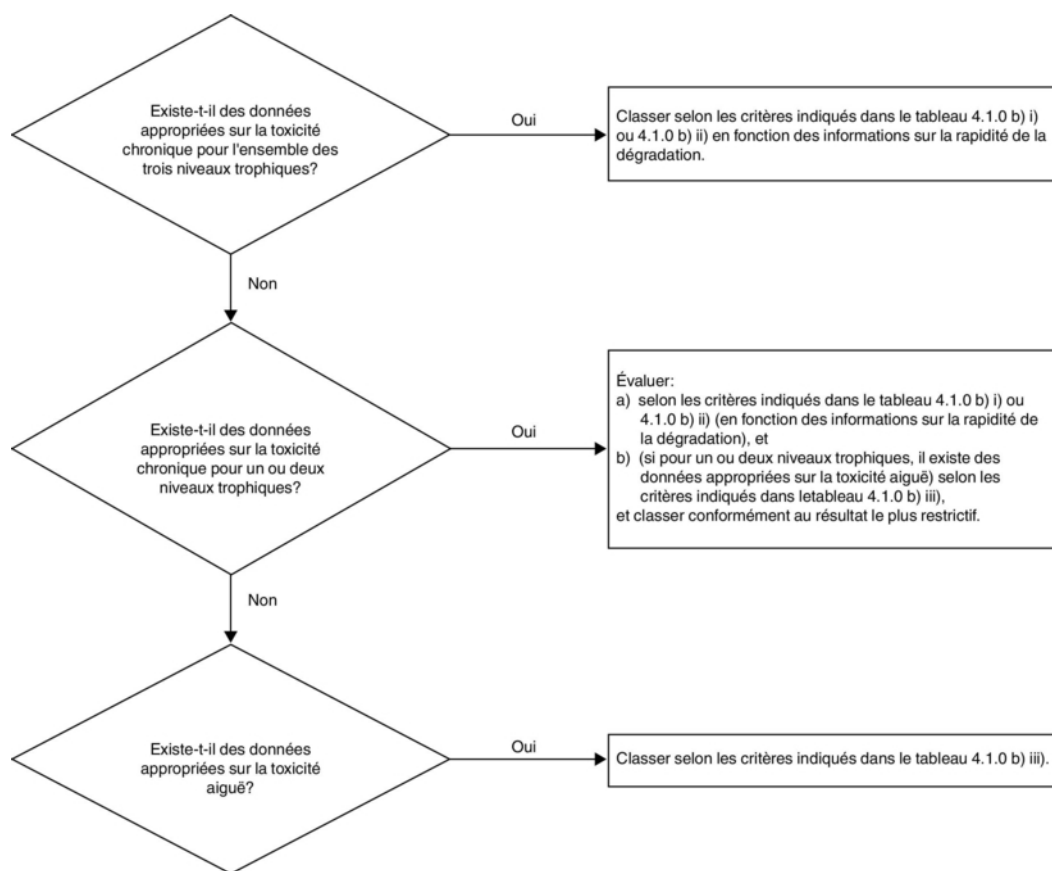 Existe-t-il des données
appropriées sur la toxicité
chronique pour l'ensemble des
trois niveaux trophiques?
Oui
Classer selon les critères indiqués dans le tableau 4.1.0 b) i)
ou 4.1.0 b) ii) en fonction des informations sur la rapidité de la
dégradation.
Non
Existe-t-il des données
appropriées sur la toxicité
chronique pour un ou deux
niveaux trophiques?
Oui
Évaluer:
a) selon les critères indiqués dans le tableau 4.1.0 b) i) ou
4.1.0 b) ii) (en fonction des informations sur la rapidité de
la dégradation), et
b) (si pour un ou deux niveaux trophiques, il existe des
données appropriées sur la toxicité aiguë) selon les
critères indiqués dans letableau 4.1.0 b) iii),
et classer conformément au résultat le plus restrictif.
Non
Existe-t-il des données
appropriées sur la toxicité
aiguë?
Oui
Classer selon les critères indiqués dans le tableau 4.1.0 b) iii).